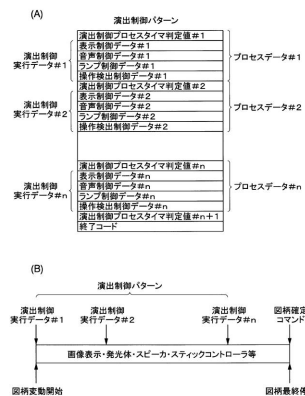 (A)
演出制御パターン
演出制御プロセスタイマ判定値#1
表示制御データ#1
音声制御データ#1
ランプ制御データ#1
操作検出制御データ#1
演出制御
実行データ#1
プロセスデータ#1
演出制御プロセスタイマ判定値#2
表示制御データ#2
音声制御データ#2
ランプ制御データ#2
操作検出制御データ#2
演出制御
実行データ#2
プロセスデータ#2
演出制御プロセスタイマ判定値#n
表示制御データ#n
音声制御データ#n
ランプ制御データ#n
操作検出制御データ#n
演出制御
実行データ#n
プロセスデータ#n
演出制御プロセスタイマ判定値#n+1
終了コード
(B)
演出制御パターン
演出制御
実行データ#1
演出制御
実行データ#2
演出制御
実行データ#n
図柄確定
コマンド
画像表示・発光体・スピーカ・スティックコントローラ等
図柄変動開始
図柄最終停